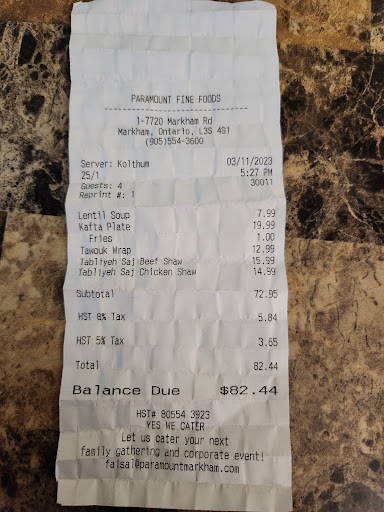 PARAMOUNT FINE FOODS
1-7720 Markham Rd
Markham, Ontario, L3S 4S1
(905)554-3600
Server: Kolthum 03/11/2023
25/1 5:27 PM
Guests: 4 30011
Reprint #: 1
Lentil Soup 7.99
Kafta Plate 19.99
Fries 1.00
Tawouk Wrap 12.99
Tabliyeh Saj Beef Shaw 15.99
Tabliyeh Saj Chicken Shaw 14.99
Subtotal 72.95
HST 8% Tax 5.84
HST 5% Tax 3.65
Total 82.44
Balance Due $82.44
HST# 80554 3923
YES WE CATER
Let us cater your next
family gathering and corporate event!
faisal@paramountmarkham.com